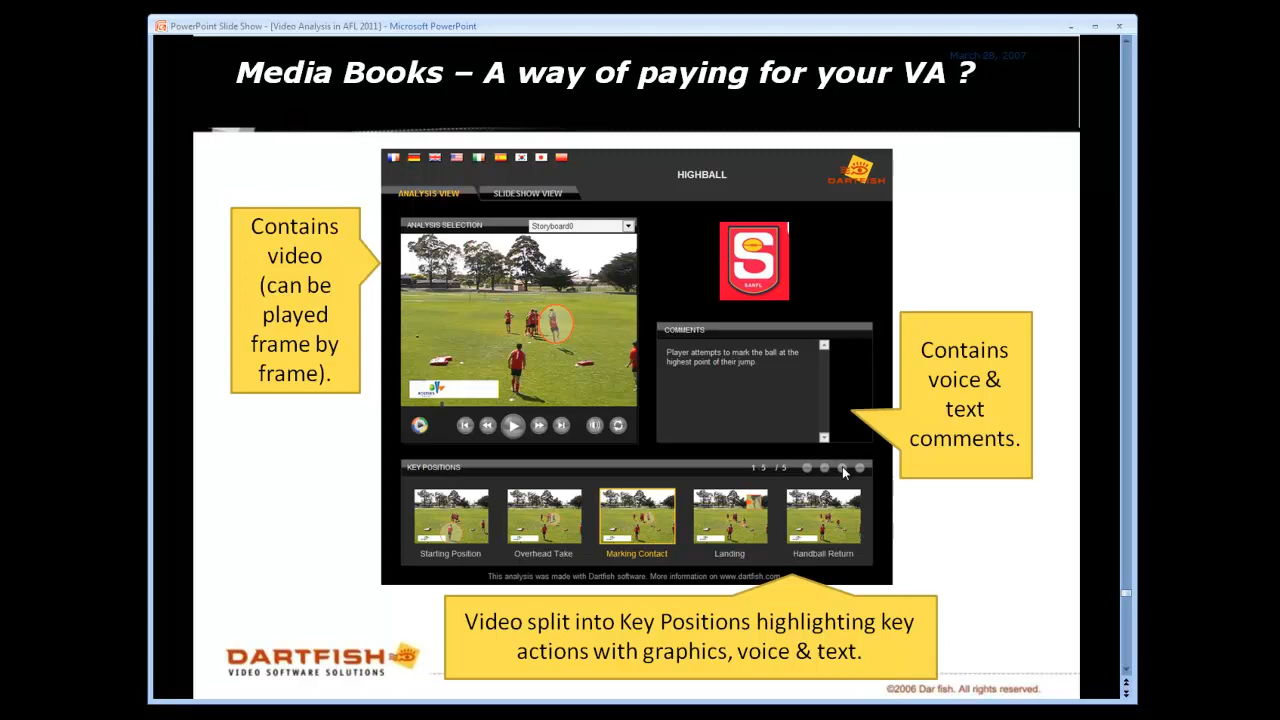 PowerPoint Slide Show - [Video Analysis in AFL 2011] - Microsoft PowerPoint
March 28, 2007
Media Books – A way of paying for your VA ?
HIGHBALL
DARTFISH
ANALYSIS VIEW
SLIDESHOW VIEW
ANALYSIS SELECTION
Storyboard0
Contains
video
(can be
played
frame by
frame).
S
SANFL
COMMENTS
Player attempts to mark the ball at the
highest point of their jump.
Contains
voice &
text
comments.
KEY POSITIONS
1 5 / 5
Starting Position
Overhead Take
Marking Contact
Landing
Handball Return
This analysis was made with Dartfish software. More information on www.dartfish.com
Video split into Key Positions highlighting key
actions with graphics, voice & text.
DARTFISH
VIDEO SOFTWARE SOLUTIONS
©2006 Dar fish. All rights reserved.